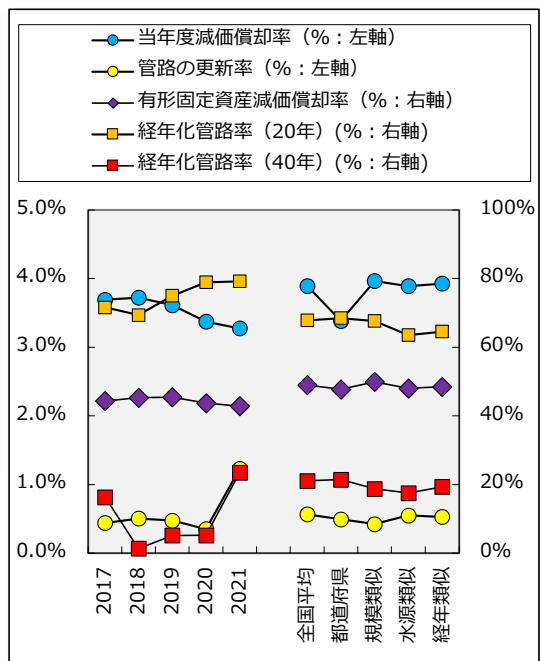 当年度減価償却率（%：左軸）
管路の更新率（%：左軸）
有形固定資産減価償却率（%：右軸）
経年化管路率（20年）(%：右軸)
経年化管路率（40年）(%：右軸)
5.0%
4.0%
3.0%
2.0%
1.0%
0.0%
100%
80%
60%
40%
20%
0%
2017
2018
2019
2020
2021
全国平均
都道府県
規模類似
水源類似
経年類似